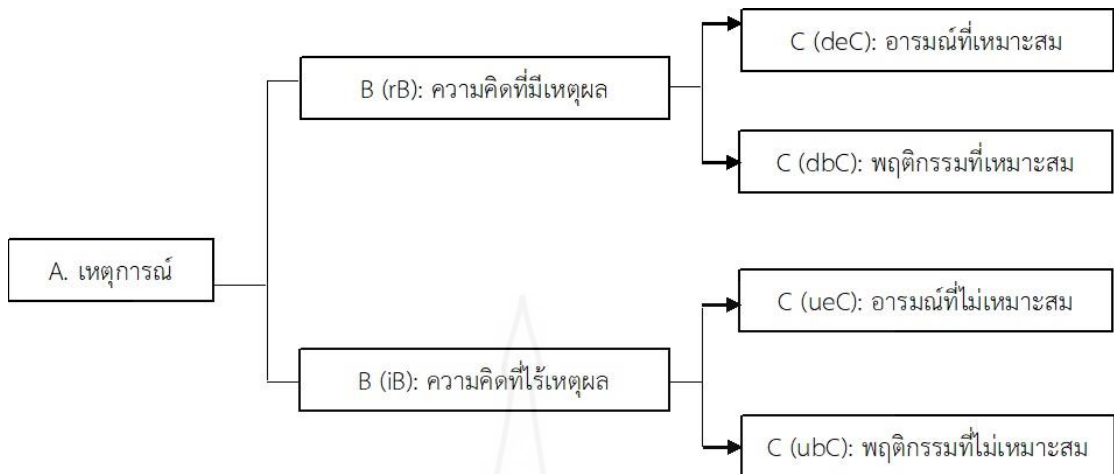 C (deC): อารมณ์ที่เหมาะสม
B (rB): ความคิดที่มีเหตุผล
C (dbC): พฤติกรรมที่เหมาะสม
A. เหตุการณ์
C (ueC): อารมณ์ที่ไม่เหมาะสม
B (iB): ความคิดที่ไร้เหตุผล
C (ubC): พฤติกรรมที่ไม่เหมาะสม